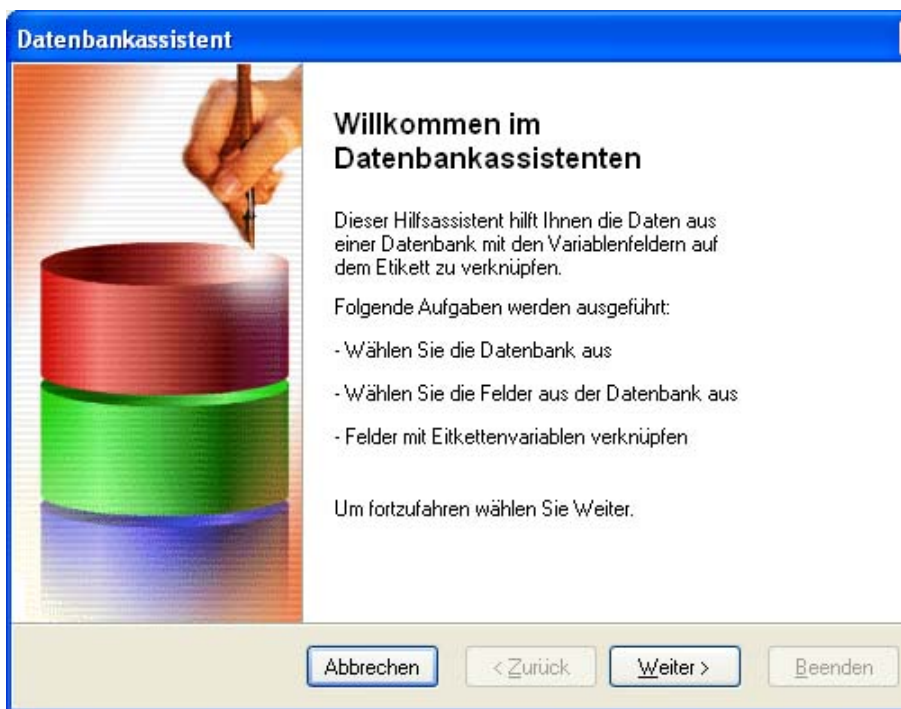 Datenbankassistent
Willkommen im
Datenbankassistenten
Dieser Hilfsassistent hilft Ihnen die Daten aus
einer Datenbank mit den Variablenfeldern auf
dem Etikett zu verknüpfen.
Folgende Aufgaben werden ausgeführt:
- Wählen Sie die Datenbank aus
- Wählen Sie die Felder aus der Datenbank aus
- Felder mit Eitkettenvariablen verknüpfen
Um fortzufahren wählen Sie Weiter.
Abbrechen
< Zurück
Weiter >
Beenden